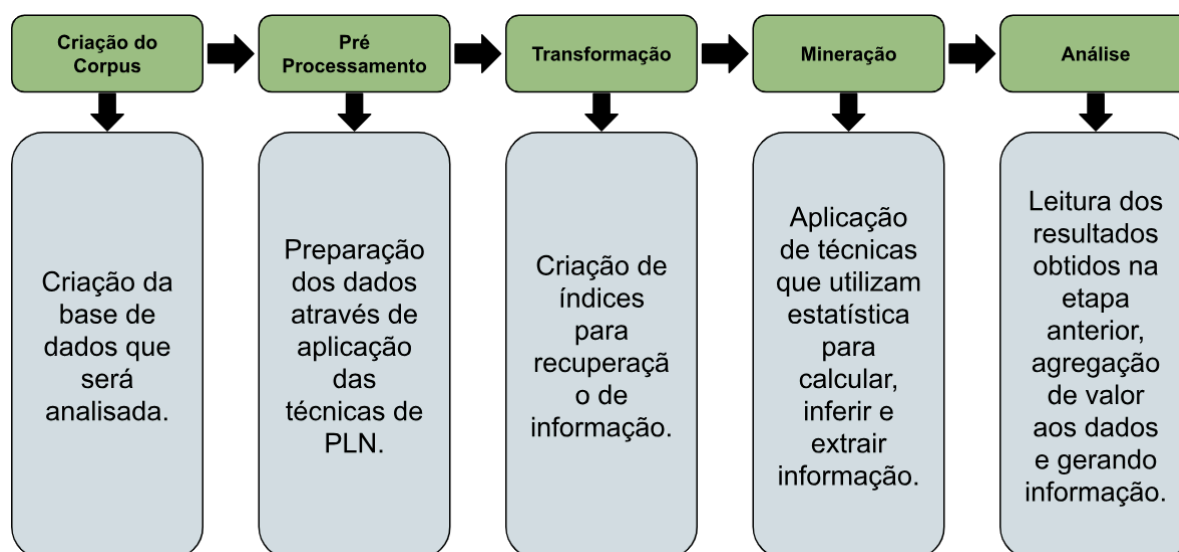 Criação do
Corpus
Pré
Processamento
Transformação
Mineração
Análise
Criação da
base de
dados que
será
analisada.
Preparação
dos dados
através de
aplicação
das
técnicas de
PLN.
Criação de
índices
para
recuperaçã
o de
informação.
Aplicação
de técnicas
que utilizam
estatística
para
calcular,
inferir e
extrair
informação.
Leitura dos
resultados
obtidos na
etapa
anterior,
agregação
de valor
aos dados
e gerando
informação.